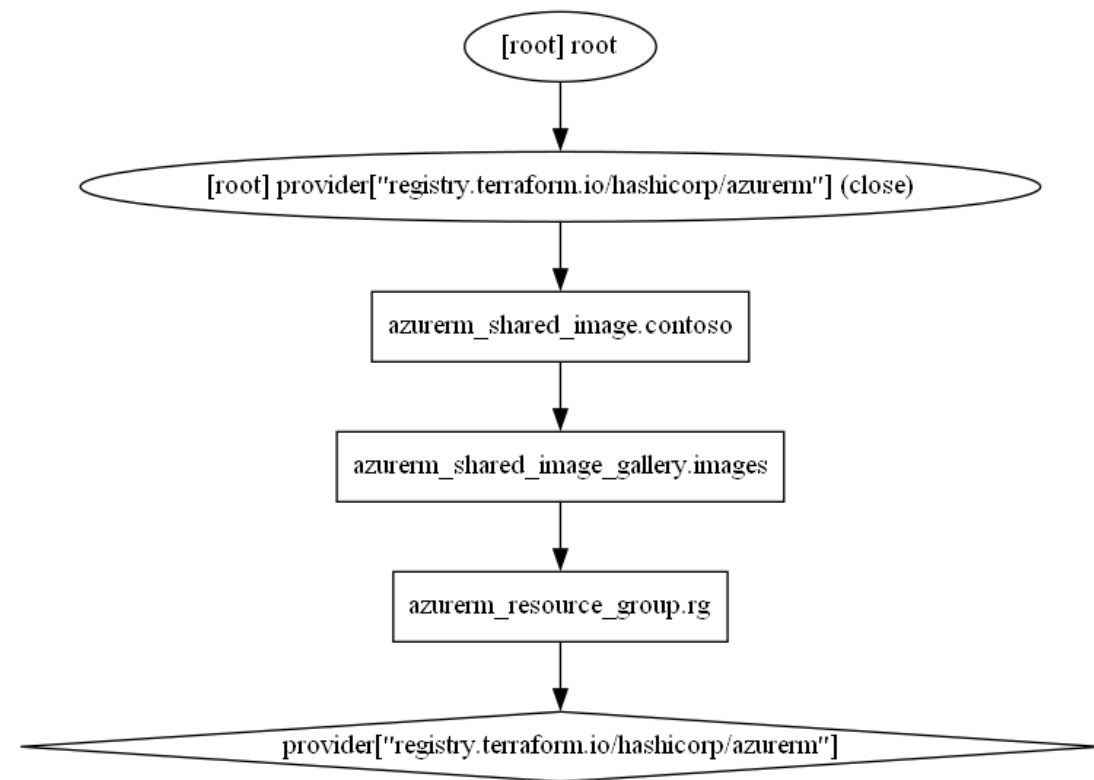 [root] root
[root] provider["registry.terraform.io/hashicorp/azurerm"] (close)
azurerm_shared_image.contoso
azurerm_shared_image_gallery.images
azurerm_resource_group.rg
provider["registry.terraform.io/hashicorp/azurerm"]